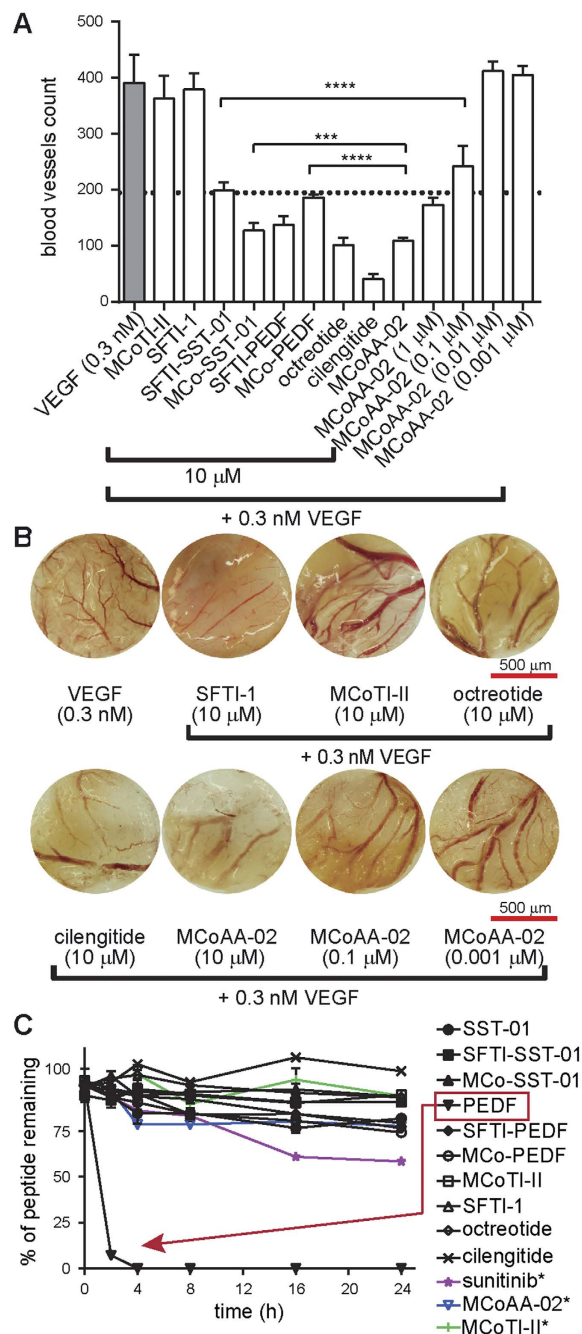 A
blood vessels count
500
400
300
200
100
0
****
***
****
VEGF (0.3 nM)
MCoTI-II
SFTI-1
SFTI-SST-01
MCo-SST-01
SFTI-PEDF
MCo-PEDF
octreotide
cilengitide
MCoAA-02
MCoAA-02 (1 μM)
MCoAA-02 (0.1 μM)
MCoAA-02 (0.01 μM)
MCoAA-02 (0.001 μM)
10 μM
+ 0.3 nM VEGF
B
VEGF
(0.3 nM)
SFTI-1
(10 μM)
MCoTI-II
(10 μM)
octreotide
(10 μM)
500 μm
+ 0.3 nM VEGF
cilengitide
(10 μM)
MCoAA-02
(10 μM)
MCoAA-02
(0.1 μM)
MCoAA-02
(0.001 μM)
500 μm
+ 0.3 nM VEGF
C
% of peptide remaining
100
75
50
25
0
0 4 8 12 16 20 24
time (h)
SST-01
SFTI-SST-01
MCo-SST-01
PEDF
SFTI-PEDF
MCo-PEDF
MCoTI-II
SFTI-1
octreotide
cilengitide
sunitinib*
MCoAA-02*
MCoTI-II*